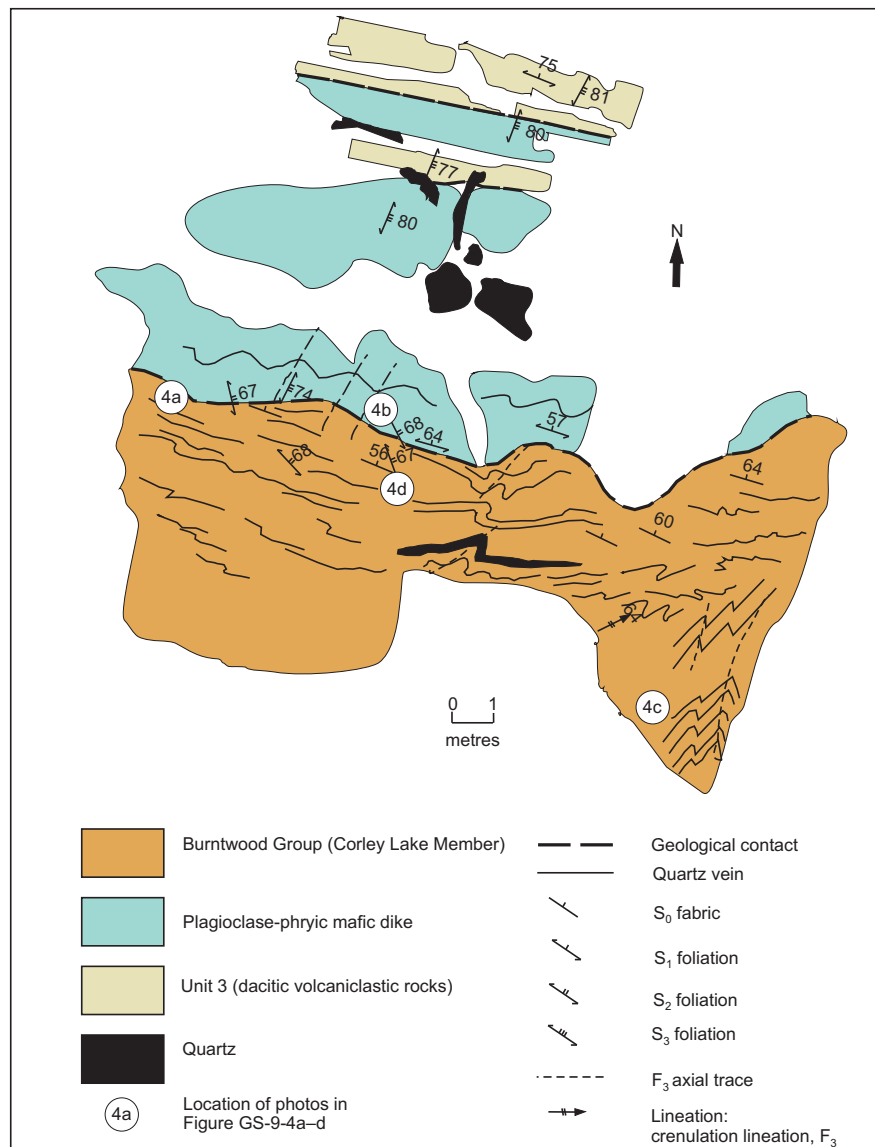 75
81
80
77
80
N
4a
67
74
4b
68
64
57
68
56
67
4d
64
60
4c
0 1
metres
Burntwood Group (Corley Lake Member)
Plagioclase-phryic mafic dike
Unit 3 (dacitic volcaniclastic rocks)
Quartz
4a
Location of photos in
Figure GS-9-4a–d
Geological contact
Quartz vein
S₀ fabric
S₁ foliation
S₂ foliation
S₃ foliation
F₃ axial trace
Lineation:
crenulation lineation, F₃